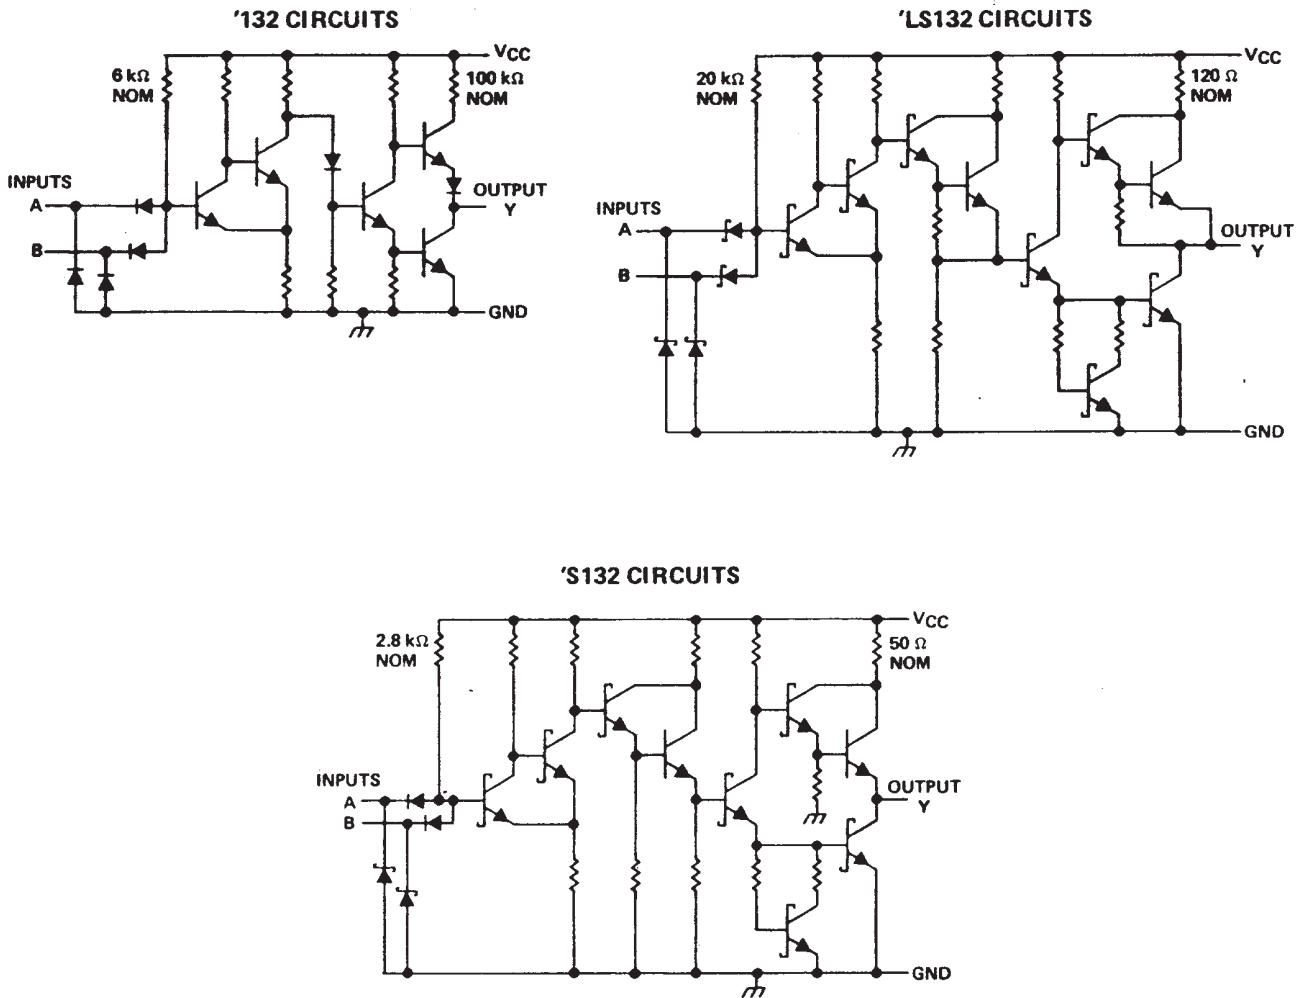 '132 CIRCUITS
VCC
6 kΩ
NOM
100 kΩ
NOM
INPUTS
A
B
OUTPUT
Y
GND
'LS132 CIRCUITS
VCC
20 kΩ
NOM
120 Ω
NOM
INPUTS
A
B
OUTPUT
Y
GND
'S132 CIRCUITS
VCC
2.8 kΩ
NOM
50 Ω
NOM
INPUTS
A
B
OUTPUT
Y
GND